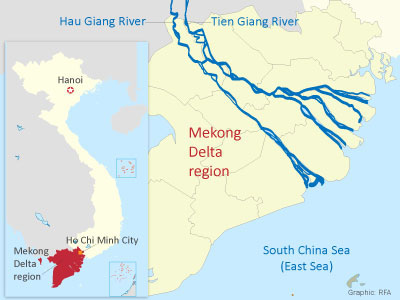 Hau Giang River
Tien Giang River
Hanoi
Mekong
Delta
region
Ho Chi Minh City
Mekong
Delta
region
South China Sea
(East Sea)
Graphic: RFA